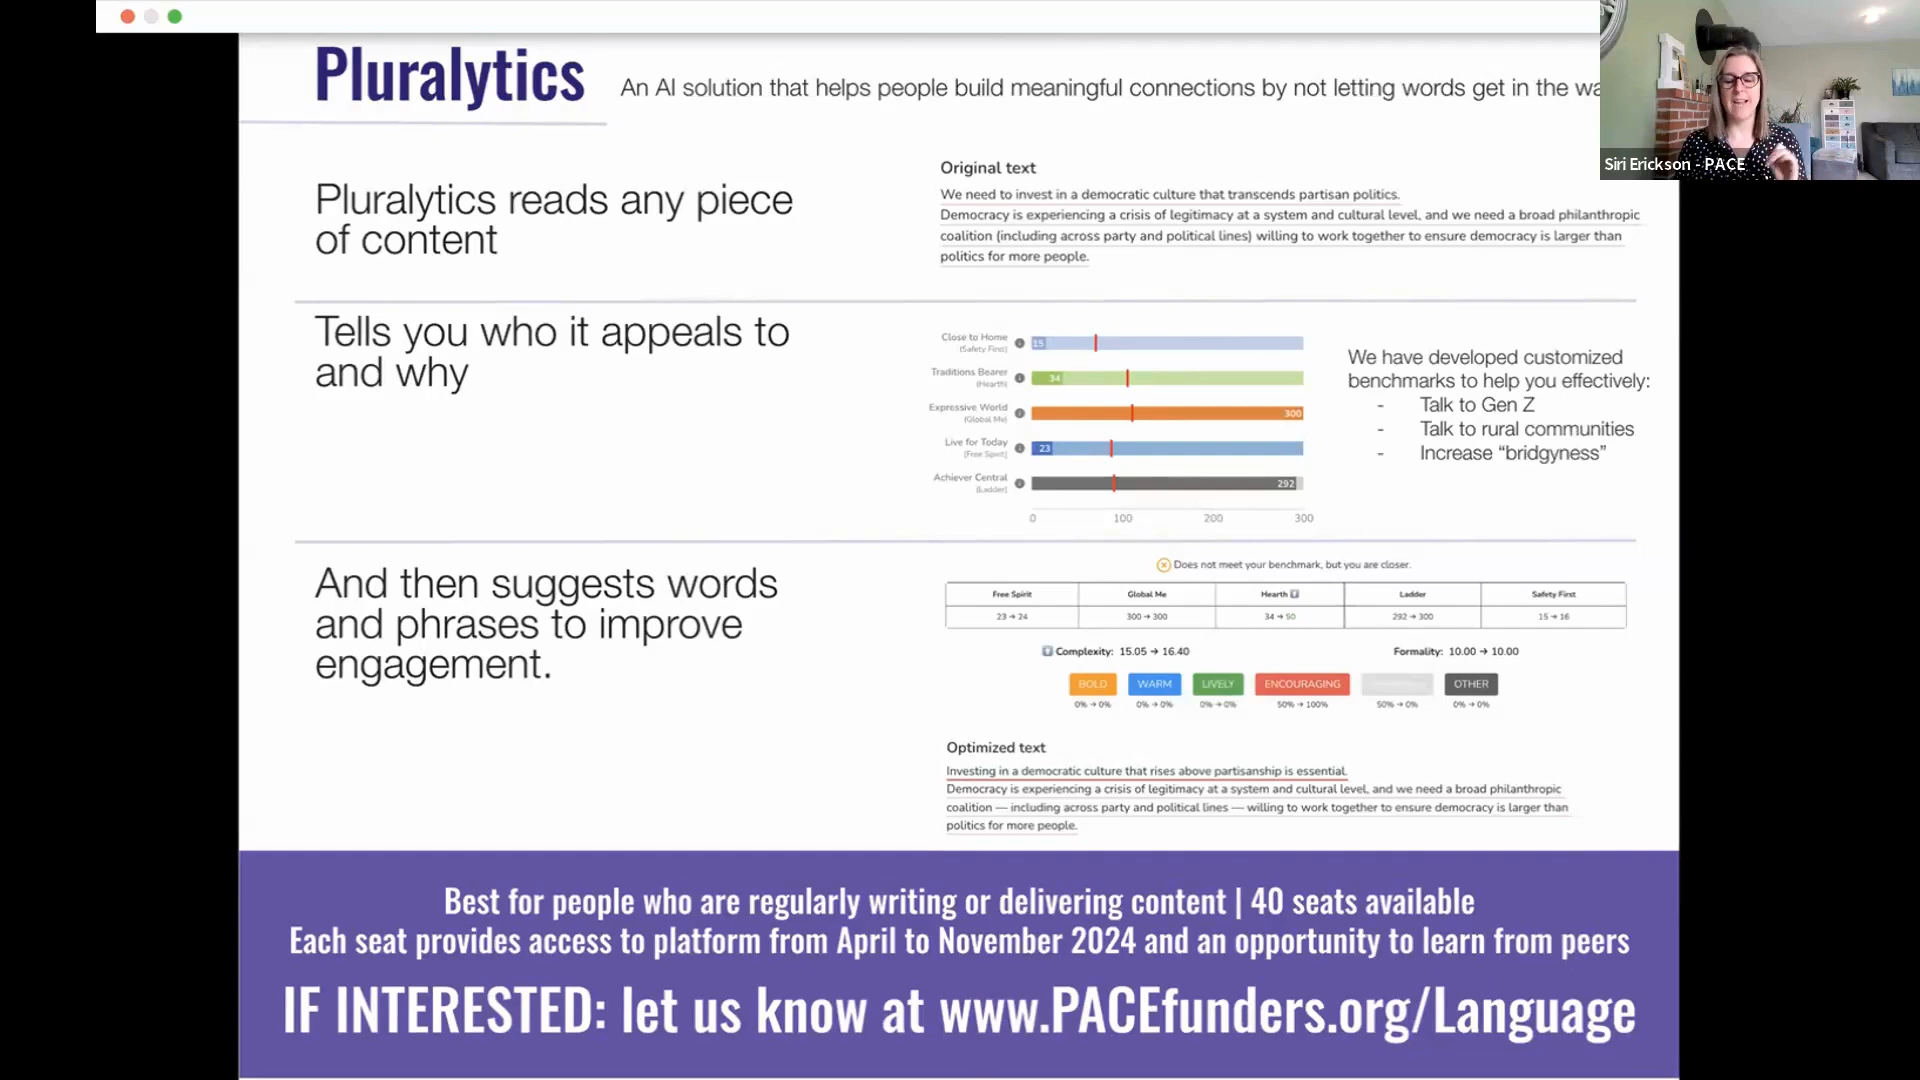 Pluralytics
An AI solution that helps people build meaningful connections by not letting words get in the
Siri Erickson - PACE
Pluralytics reads any piece
of content
Original text
We need to invest in a democratic culture that transcends partisan politics.
Democracy is experiencing a crisis of legitimacy at a system and cultural level, and we need a broad philanthropic
coalition (including across party and political lines) willing to work together to ensure democracy is larger than
politics for more people.
Tells you who it appeals to
and why
Close to Home
(Safety First)
15
Traditions Bearer
(Hearth)
34
Expressive World
(Global Me)
300
Live for Today
(Free Spirit)
23
Achiever Central
(Ladder)
292
0 100 200 300
We have developed customized
benchmarks to help you effectively:
- Talk to Gen Z
- Talk to rural communities
- Increase “bridgyness”
And then suggests words
and phrases to improve
engagement.
Does not meet your benchmark, but you are closer.
Free Spirit Global Me Hearth Ladder Safety First
23 → 24 300 → 300 34 → 50 292 → 300 15 → 16
Complexity: 15.05 → 16.40 Formality: 10.00 → 10.00
BOLD WARM LIVELY ENCOURAGING OTHER
0% → 0% 0% → 0% 0% → 0% 50% → 100% 50% → 0% 0% → 0%
Optimized text
Investing in a democratic culture that rises above partisanship is essential.
Democracy is experiencing a crisis of legitimacy at a system and cultural level, and we need a broad philanthropic
coalition — including across party and political lines — willing to work together to ensure democracy is larger than
politics for more people.
Best for people who are regularly writing or delivering content | 40 seats available
Each seat provides access to platform from April to November 2024 and an opportunity to learn from peers
IF INTERESTED: let us know at www.PACEfunders.org/Language